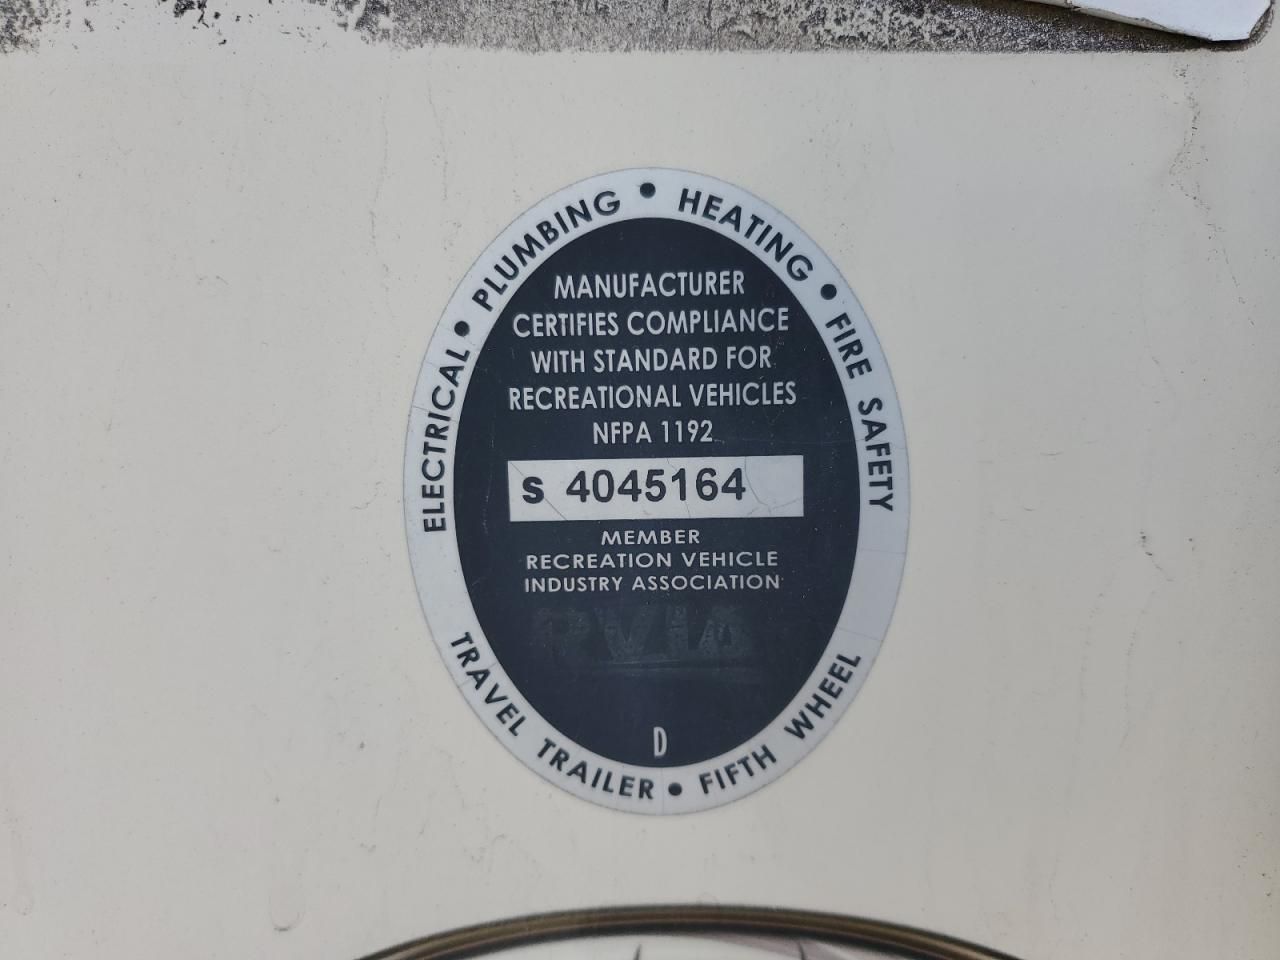 ELECTRICAL • PLUMBING • HEATING • FIRE SAFETY
MANUFACTURER
CERTIFIES COMPLIANCE
WITH STANDARD FOR
RECREATIONAL VEHICLES
NFPA 1192
S 4045164
MEMBER
RECREATION VEHICLE
INDUSTRY ASSOCIATION
RVIA
D
TRAVEL TRAILER • FIFTH WHEEL